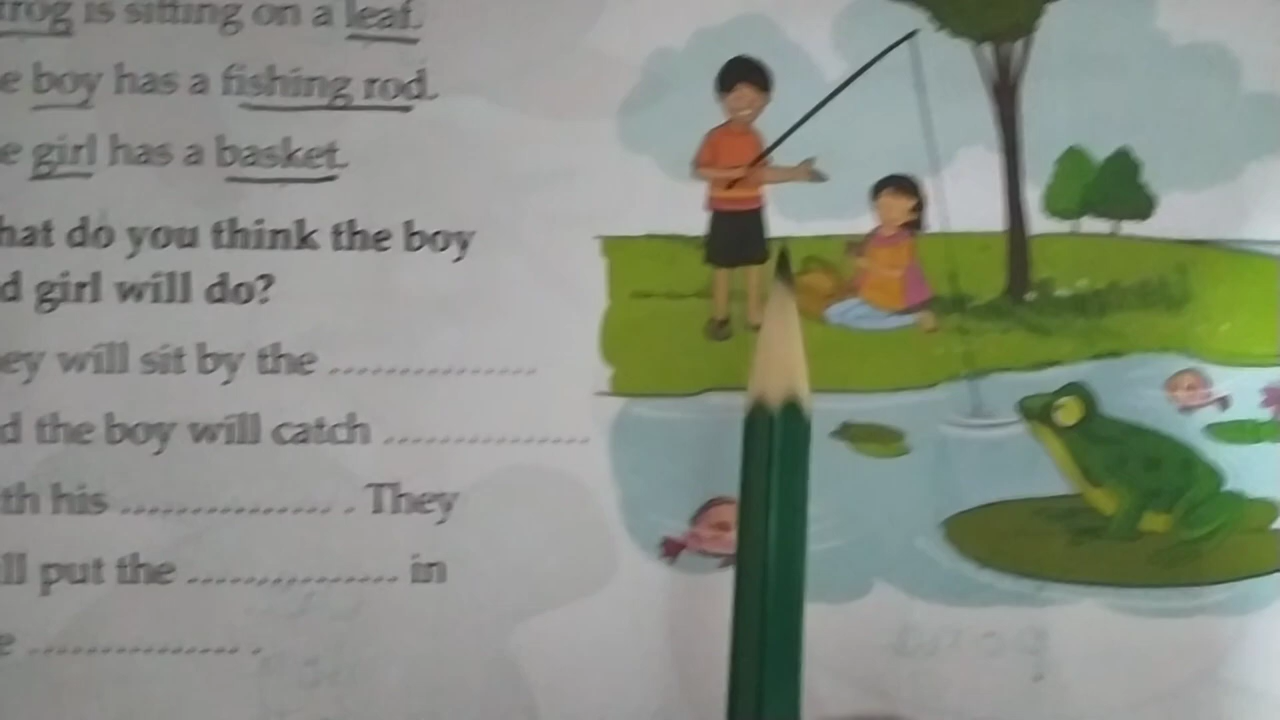 frog is sitting on a leaf.
e boy has a fishing rod.
e girl has a basket.
hat do you think the boy
d girl will do?
ey will sit by the ...............
d the boy will catch ...............
th his ............... . They
ll put the ............... in
e ............... .